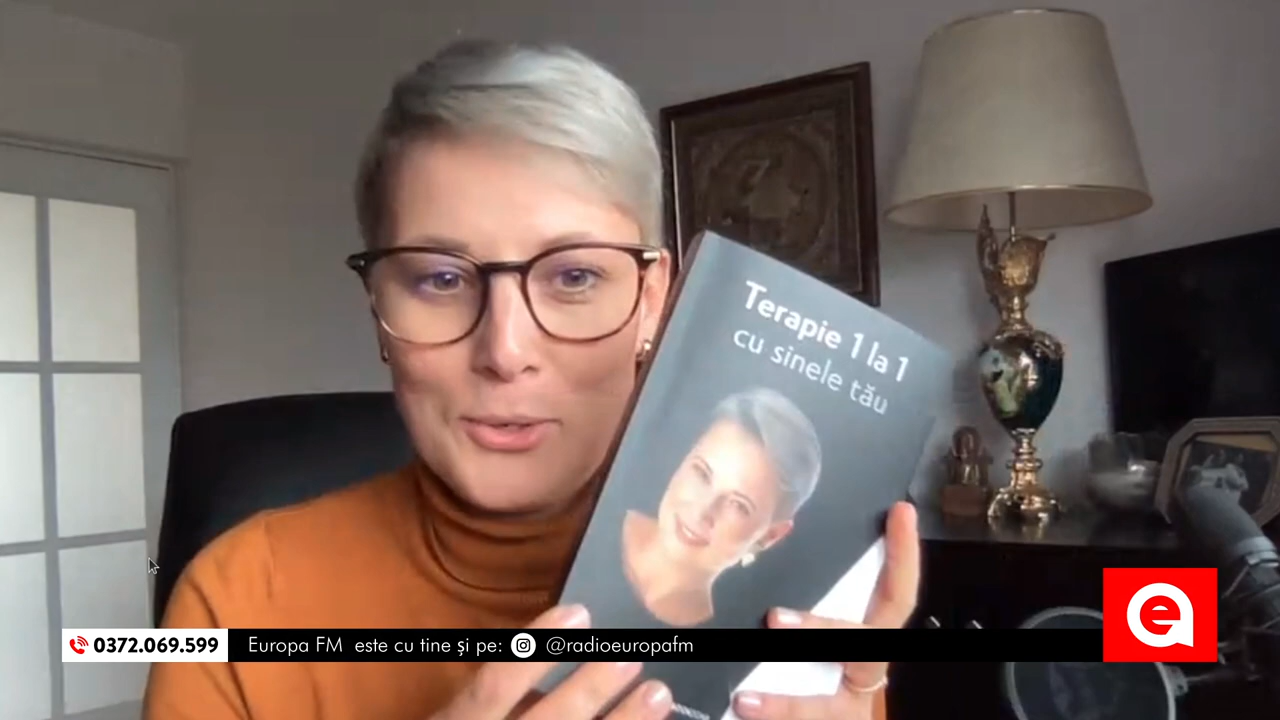 Terapie 1 la 1
cu sinele tău
0372.069.599 Europa FM este cu tine și pe: @radioeuropafm
e